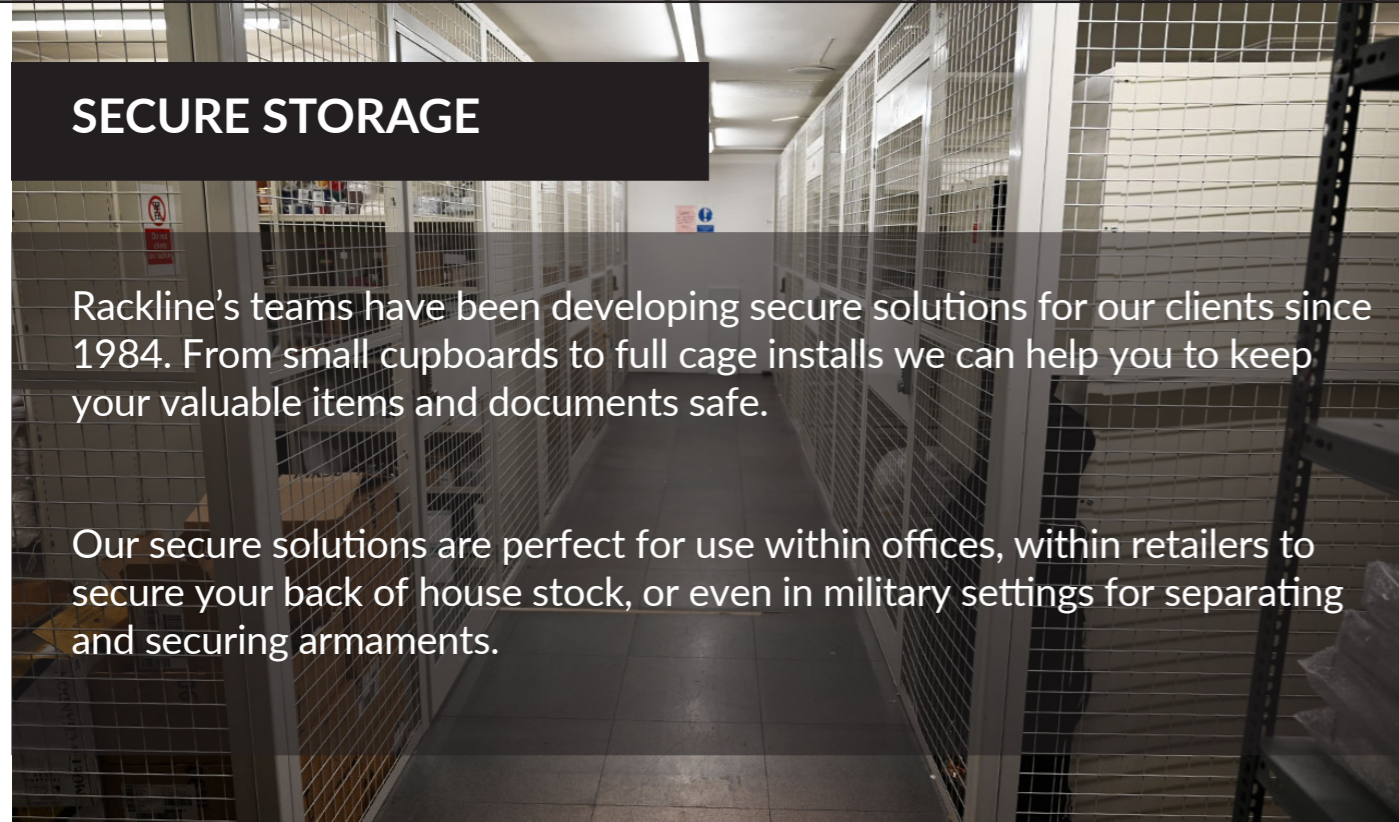 SECURE STORAGE
Rackline’s teams have been developing secure solutions for our clients since
1984. From small cupboards to full cage installs we can help you to keep
your valuable items and documents safe.
Our secure solutions are perfect for use within offices, within retailers to
secure your back of house stock, or even in military settings for separating
and securing armaments.